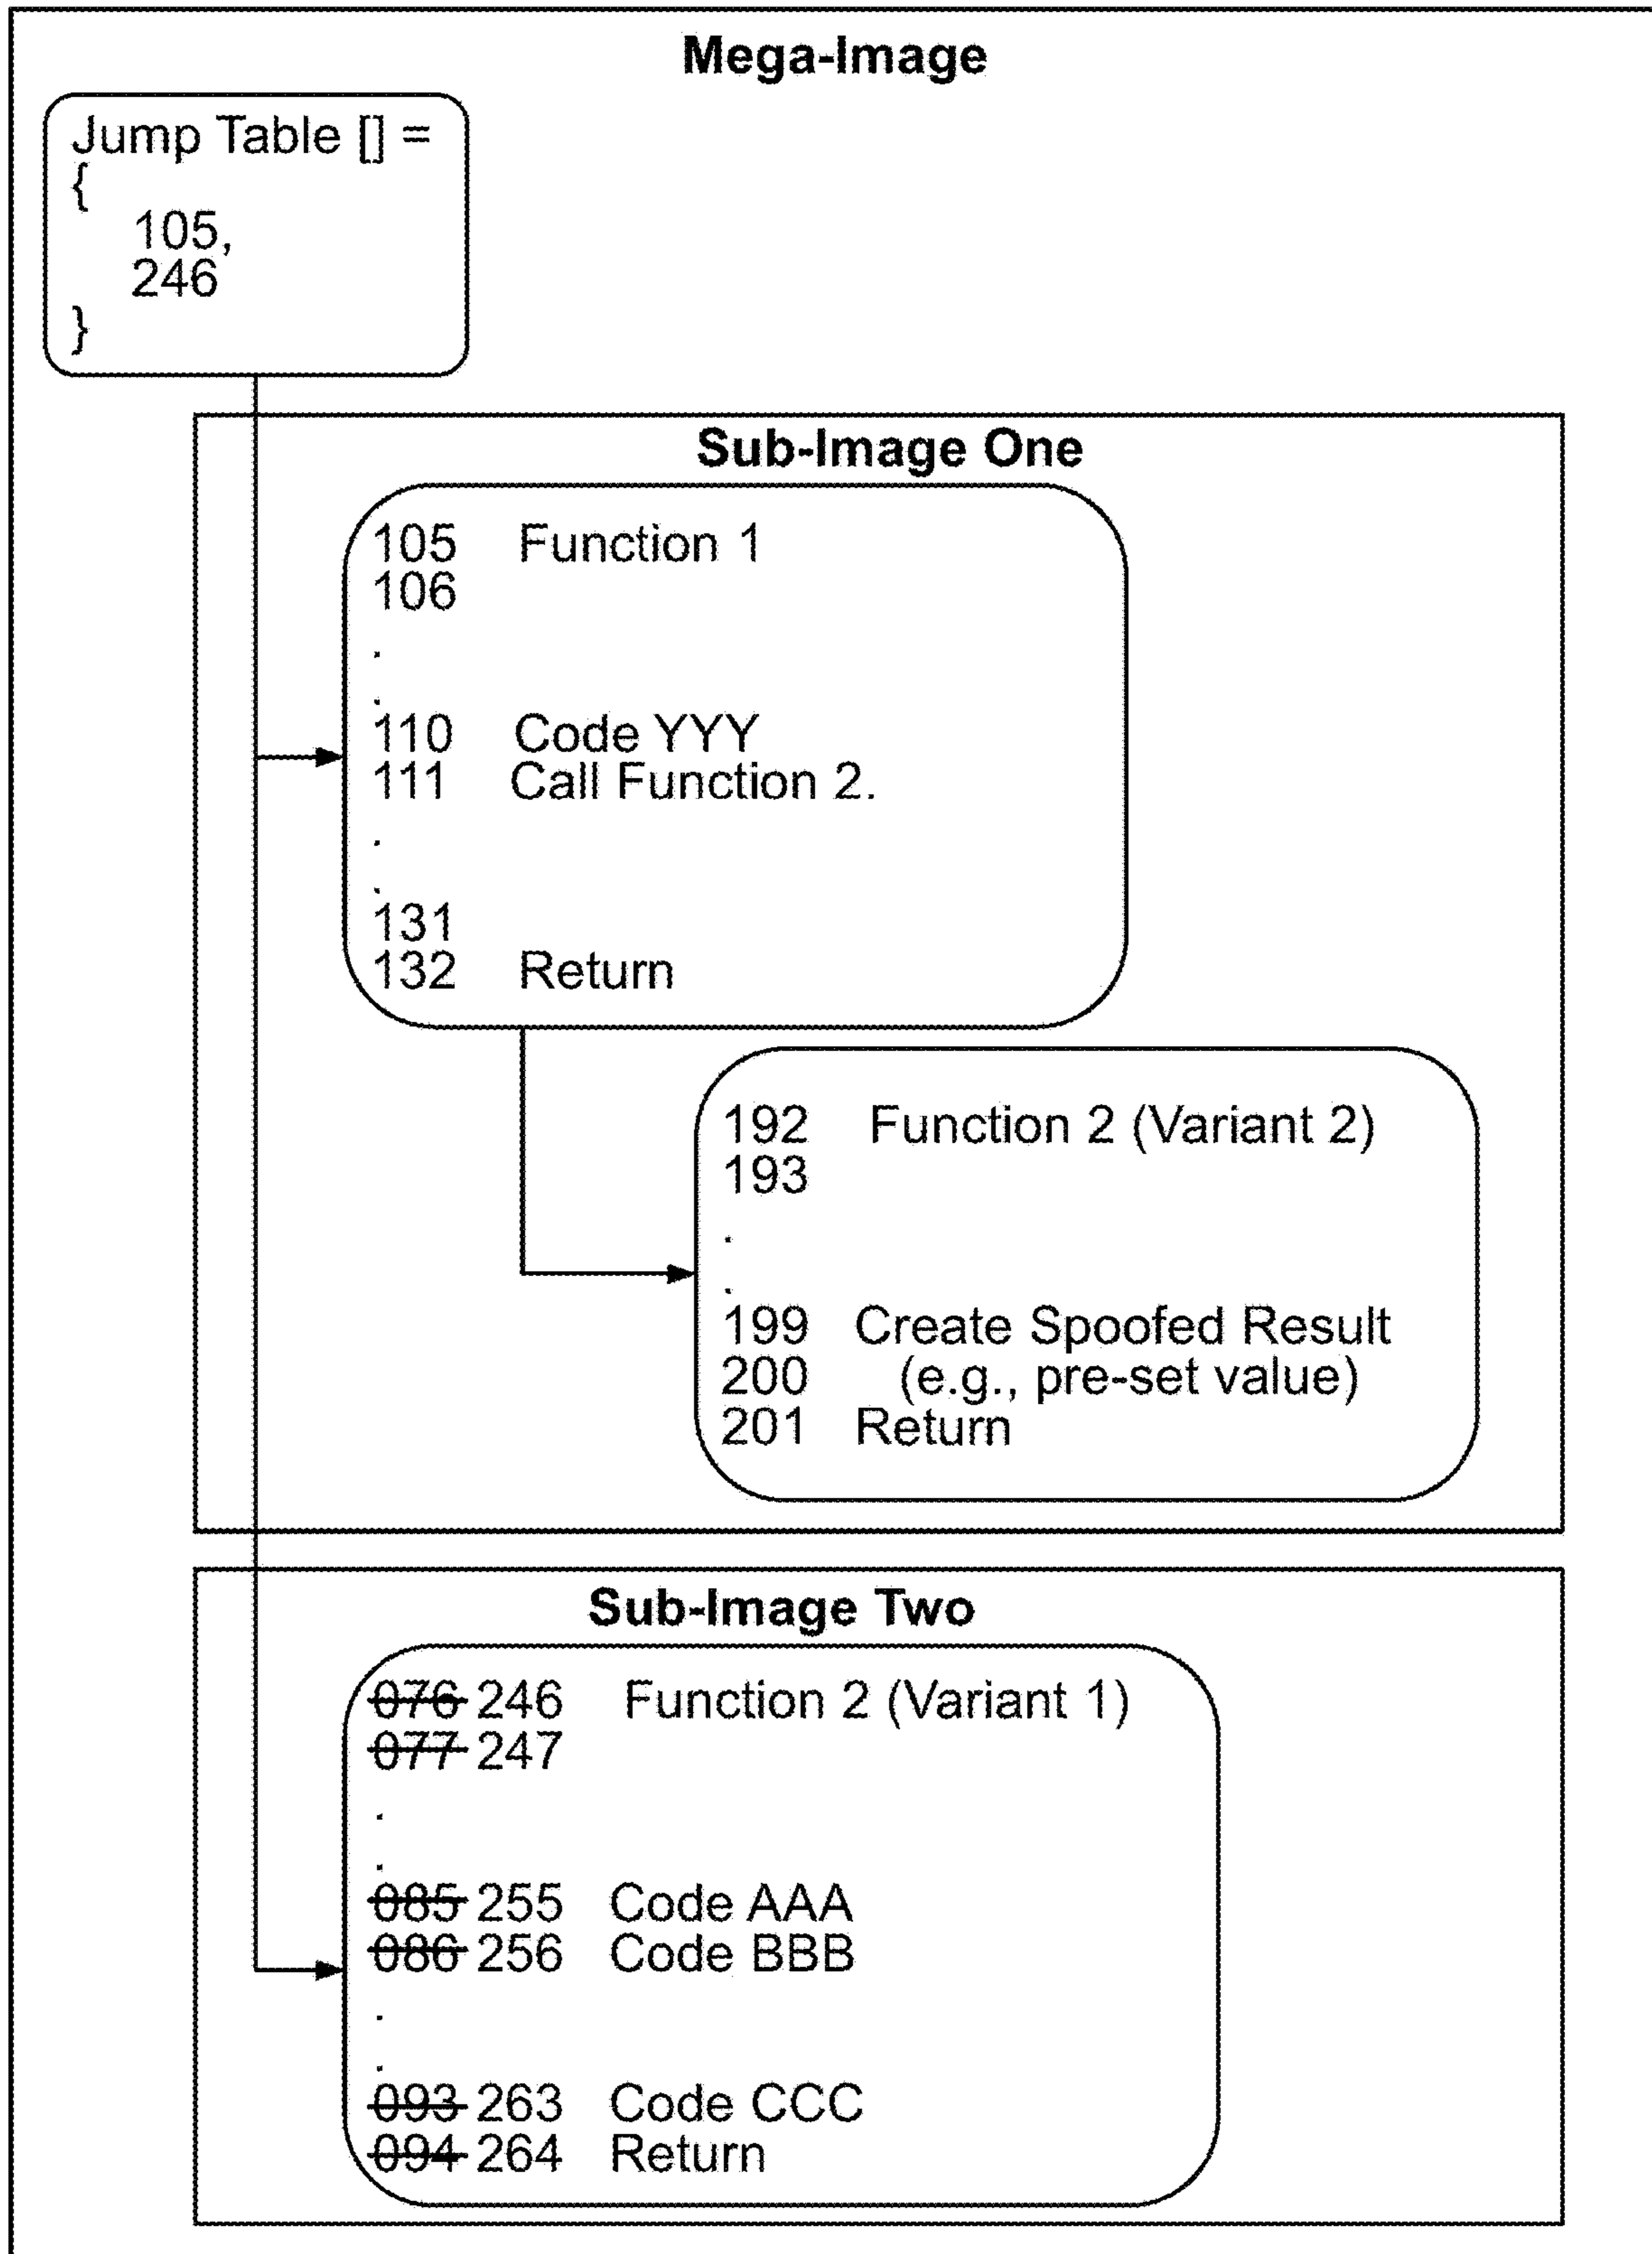 Mega-Image
Jump Table [] =
{
105,
246
}
Sub-Image One
105 Function 1
106
.
.
110 Code YYY
111 Call Function 2.
.
.
131
132 Return
192 Function 2 (Variant 2)
193
.
.
199 Create Spoofed Result
200 (e.g., pre-set value)
201 Return
Sub-Image Two
076 246 Function 2 (Variant 1)
077 247
.
.
085 255 Code AAA
086 256 Code BBB
.
.
093 263 Code CCC
094 264 Return